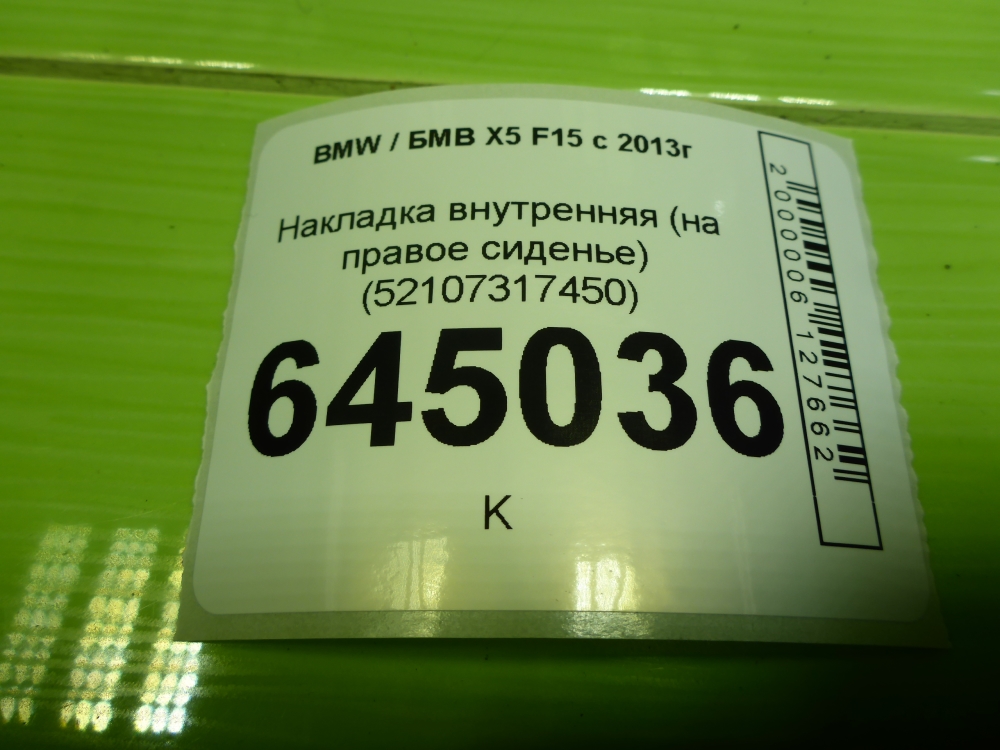 BMW / БМВ X5 F15 с 2013г
Накладка внутренняя (на
правое сиденье)
(52107317450)
645036
К
2000006127662